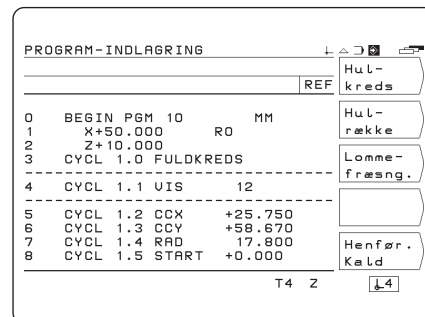 PROGRAM-INDLAGRING
REF
0 BEGIN PGM 10 MM
1 X+50.000 R0
2 Z+10.000
3 CYCL 1.0 FULDKREDS
4 CYCL 1.1 VIS 12
5 CYCL 1.2 CCX +25.750
6 CYCL 1.3 CCY +58.670
7 CYCL 1.4 RAD 17.800
8 CYCL 1.5 START +0.000
T4 Z
Hul-
kreds
Hul-
række
Lomme-
fræsng.
Henfør.
Kald
4